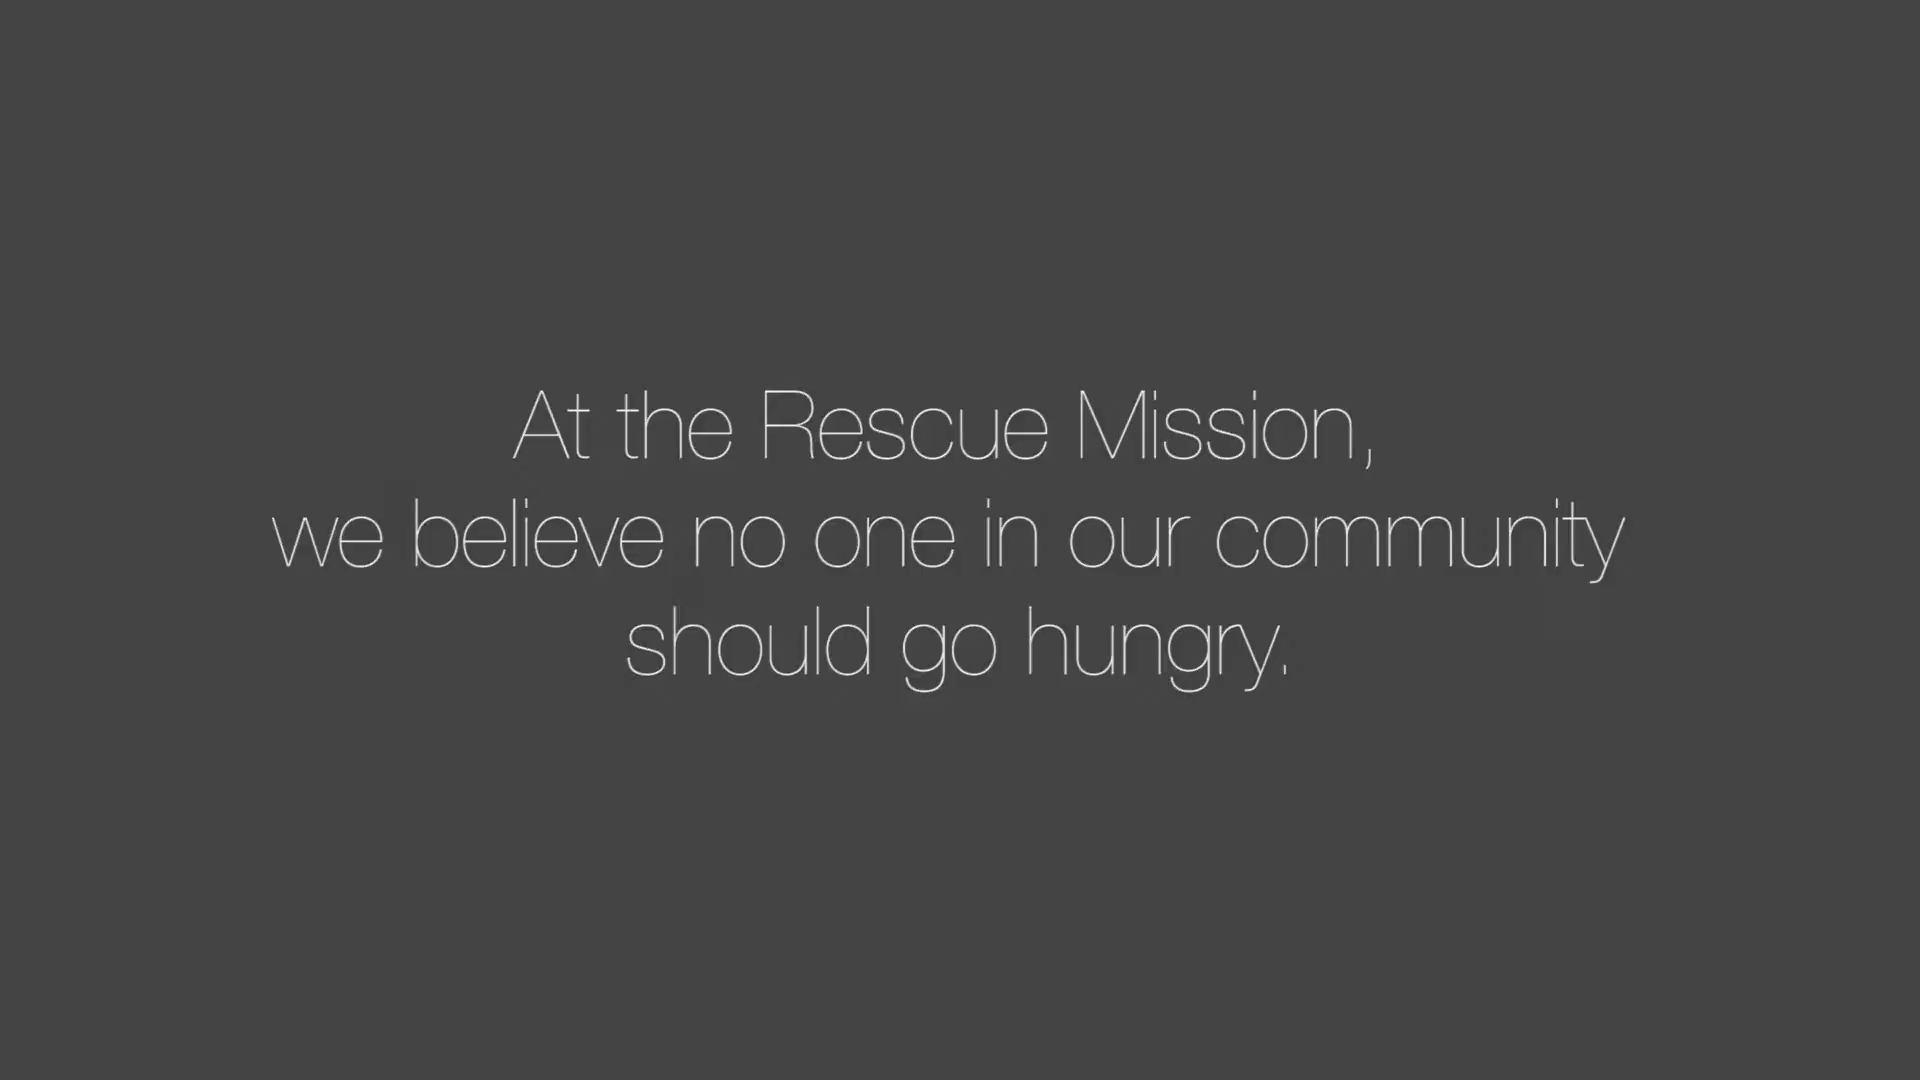 At the Rescue Mission,
we believe no one in our community
should go hungry.